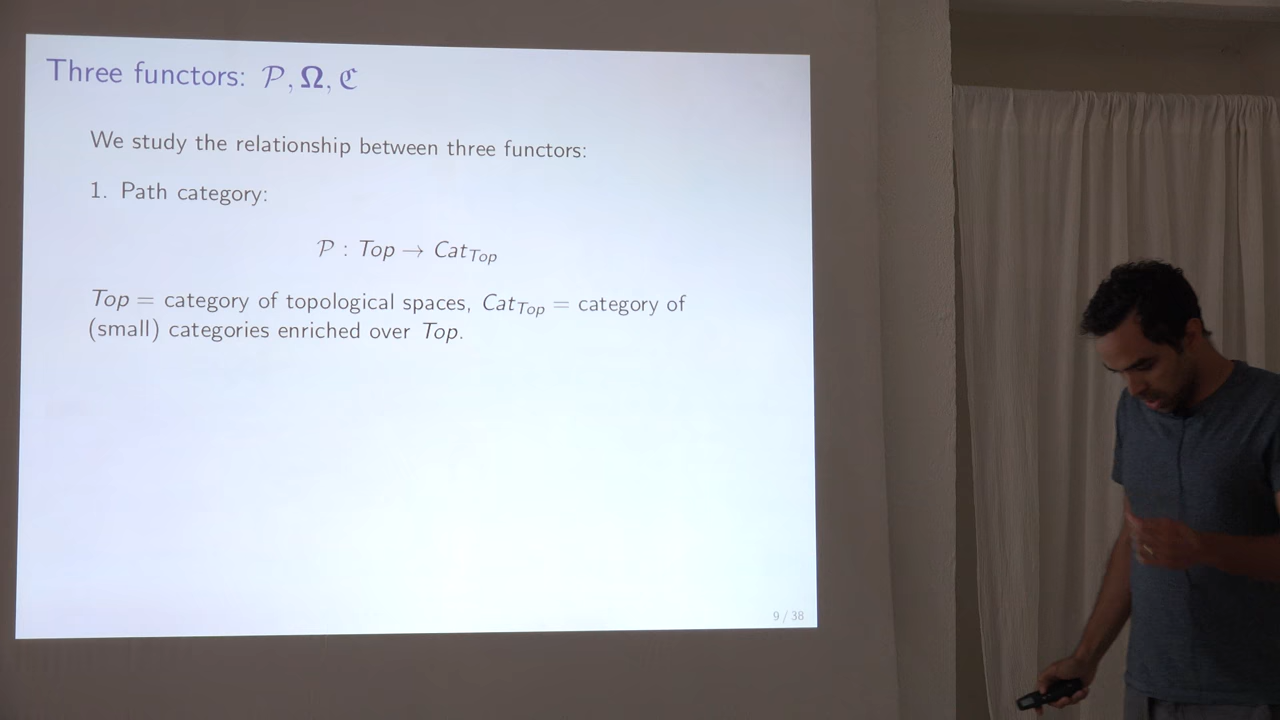 Three functors: 𝒫, Ω, ℭ
We study the relationship between three functors:
1. Path category:
𝒫 : Top → Cat_Top
Top = category of topological spaces, Cat_Top = category of
(small) categories enriched over Top.
9 / 38